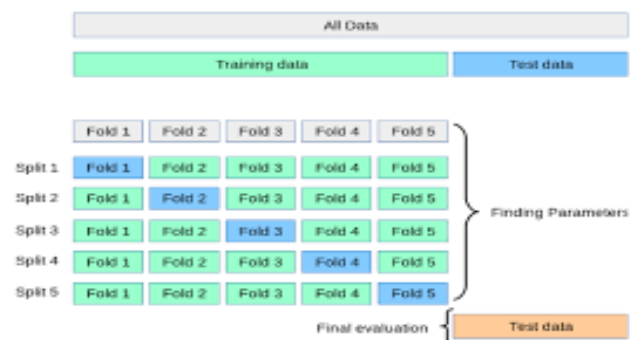 All Data
Training data Test data
Fold 1 Fold 2 Fold 3 Fold 4 Fold 5
Split 1 Fold 1 Fold 2 Fold 3 Fold 4 Fold 5
Split 2 Fold 1 Fold 2 Fold 3 Fold 4 Fold 5
Split 3 Fold 1 Fold 2 Fold 3 Fold 4 Fold 5
Split 4 Fold 1 Fold 2 Fold 3 Fold 4 Fold 5
Split 5 Fold 1 Fold 2 Fold 3 Fold 4 Fold 5
Finding Parameters
Final evaluation Test data